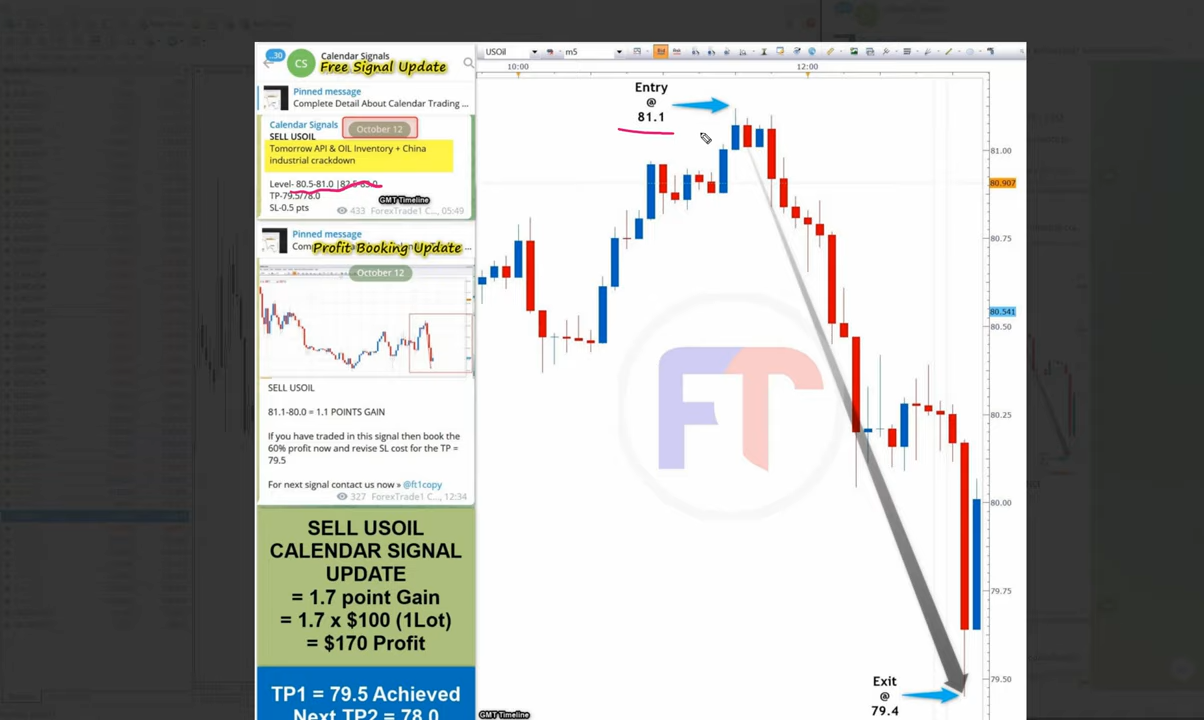 30
CS
Calendar Signals
Free Signal Update
Pinned message
Complete Detail About Calendar Trading ...
Calendar Signals
October 12
SELL USOIL
Tomorrow API & OIL Inventory + China
industrial crackdown
Level- 80.5-81.0 |82.5-83.0
TP-79.5/78.0
GMT Timeline
SL-0.5 pts
433 ForexTrade1 C..., 05:49
Pinned message
Profit Booking Update
October 12
SELL USOIL
81.1-80.0 = 1.1 POINTS GAIN
If you have traded in this signal then book the
60% profit now and revise SL cost for the TP =
79.5
For next signal contact us now » @ft1copy
327 ForexTrade1 C..., 12:34
SELL USOIL
CALENDAR SIGNAL
UPDATE
= 1.7 point Gain
= 1.7 x $100 (1Lot)
= $170 Profit
TP1 = 79.5 Achieved
Next TP2 = 78.0
USOil
m5
10:00
12:00
Entry
@
81.1
81.00
80.907
80.75
80.541
80.50
80.25
80.00
79.75
79.50
FT
Exit
@
79.4
GMT Timeline